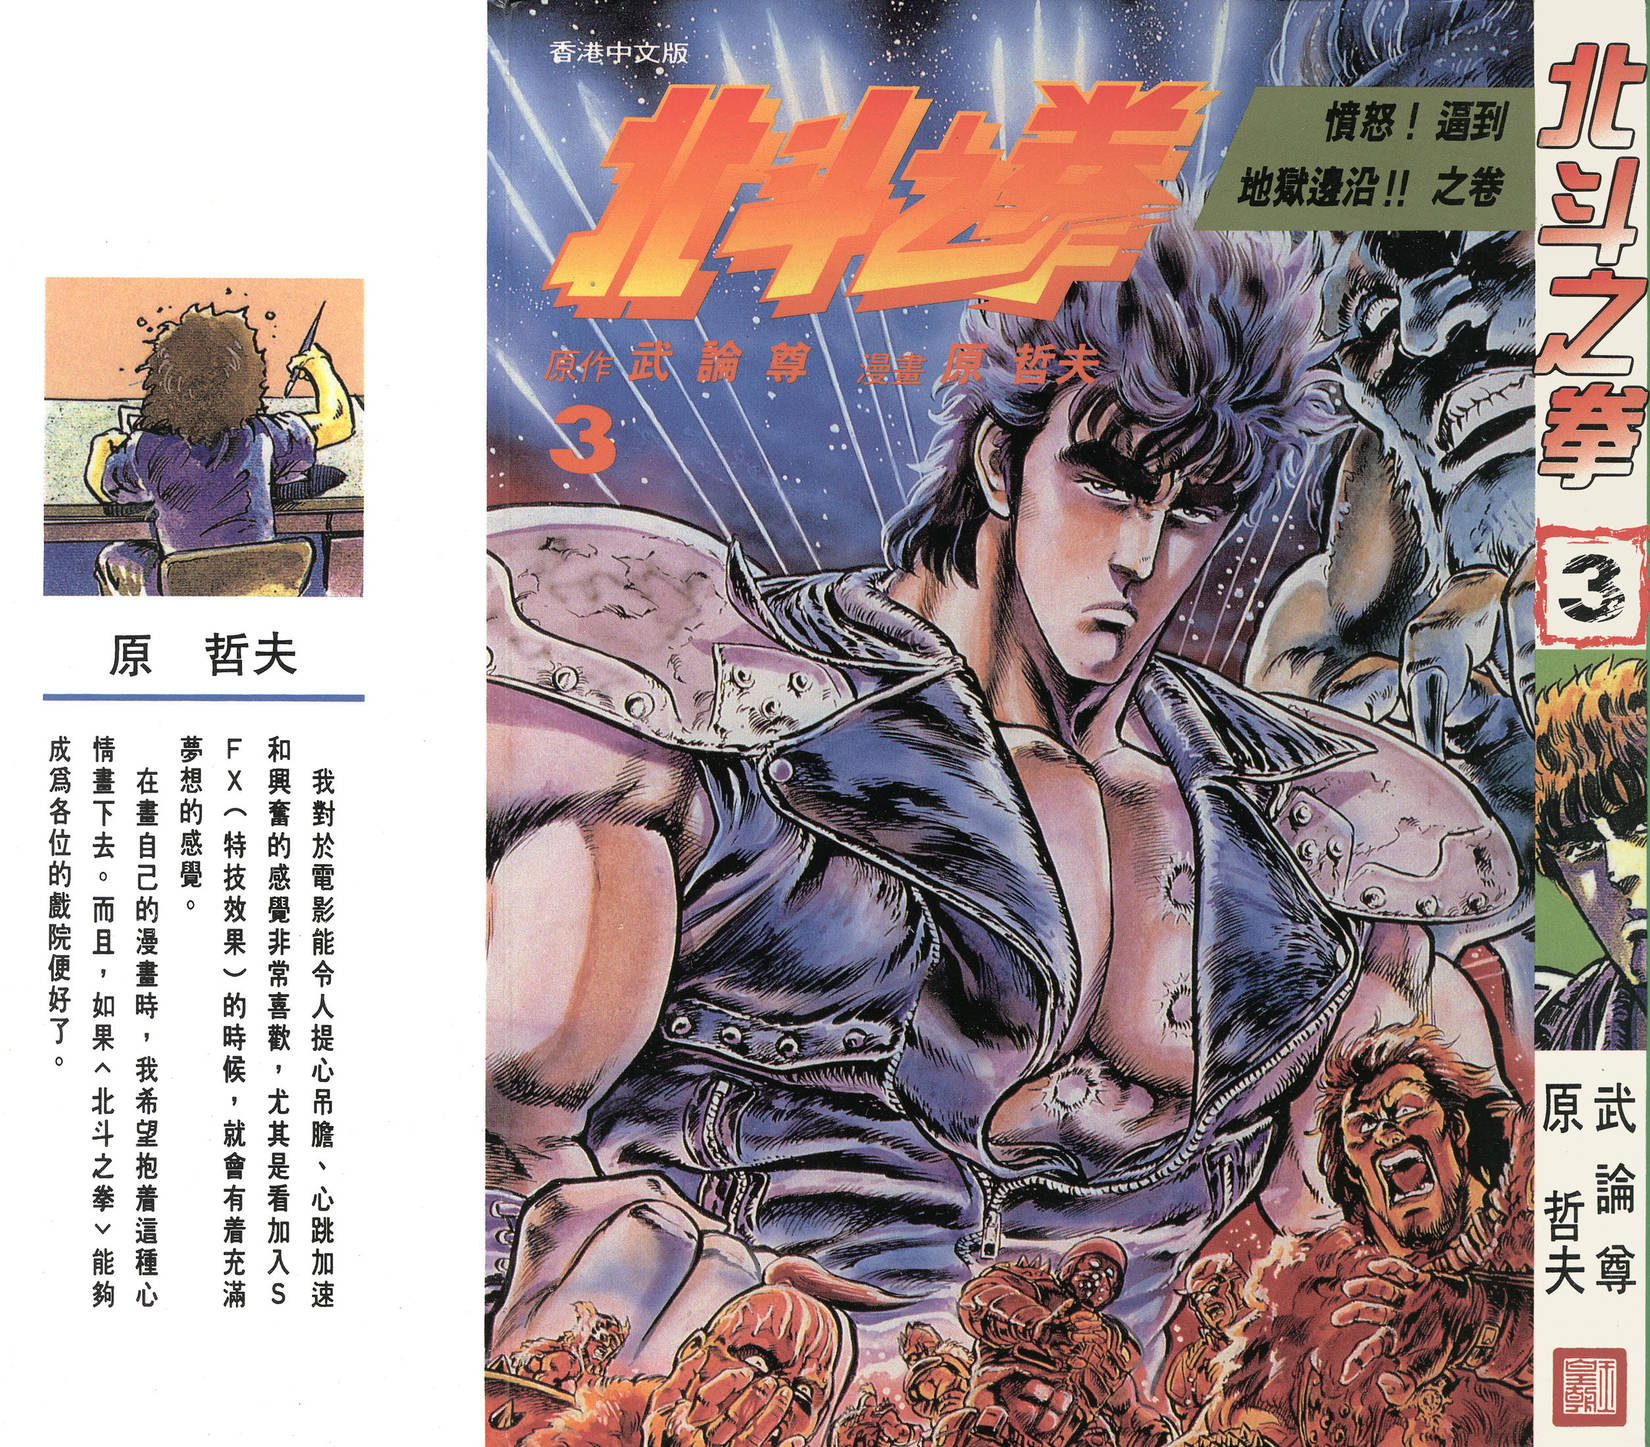 香港中文版
北斗之拳
憤怒！逼到
地獄邊沿!! 之卷
原作 武論尊 漫畫 原 哲夫
3
原 哲夫
我對於電影能令人提心吊膽、心跳加速
和興奮的感覺非常喜歡，尤其是看加入S
FX（特技效果）的時候，就會有着充滿
夢想的感覺。
在畫自己的漫畫時，我希望抱着這種心
情畫下去。而且，如果〈北斗之拳〉能夠
成爲各位的戲院便好了。
北斗之拳
3
武論尊
原 哲夫